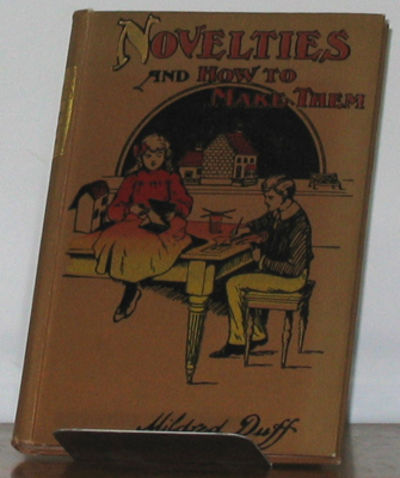 NOVELTIES
AND HOW TO
MAKE THEM
Mildred Duff